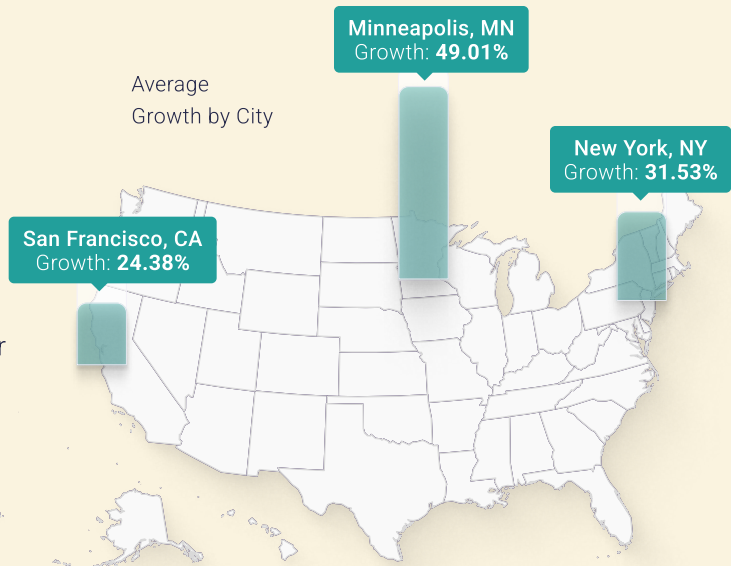 Minneapolis, MN
Growth: 49.01%
Average
Growth by City
New York, NY
Growth: 31.53%
San Francisco, CA
Growth: 24.38%
r